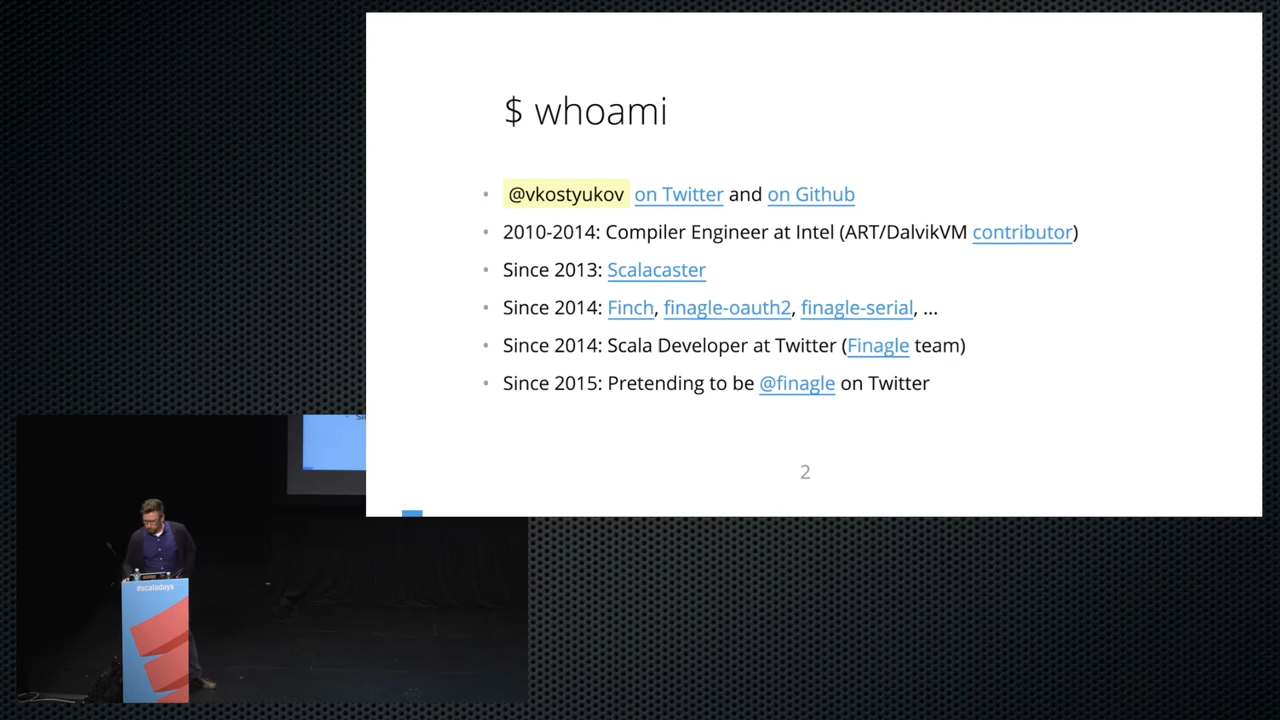 $ whoami
• @vkostyukov on Twitter and on Github
• 2010-2014: Compiler Engineer at Intel (ART/DalvikVM contributor)
• Since 2013: Scalacaster
• Since 2014: Finch, finagle-oauth2, finagle-serial, ...
• Since 2014: Scala Developer at Twitter (Finagle team)
• Since 2015: Pretending to be @finagle on Twitter
2
#scaladays